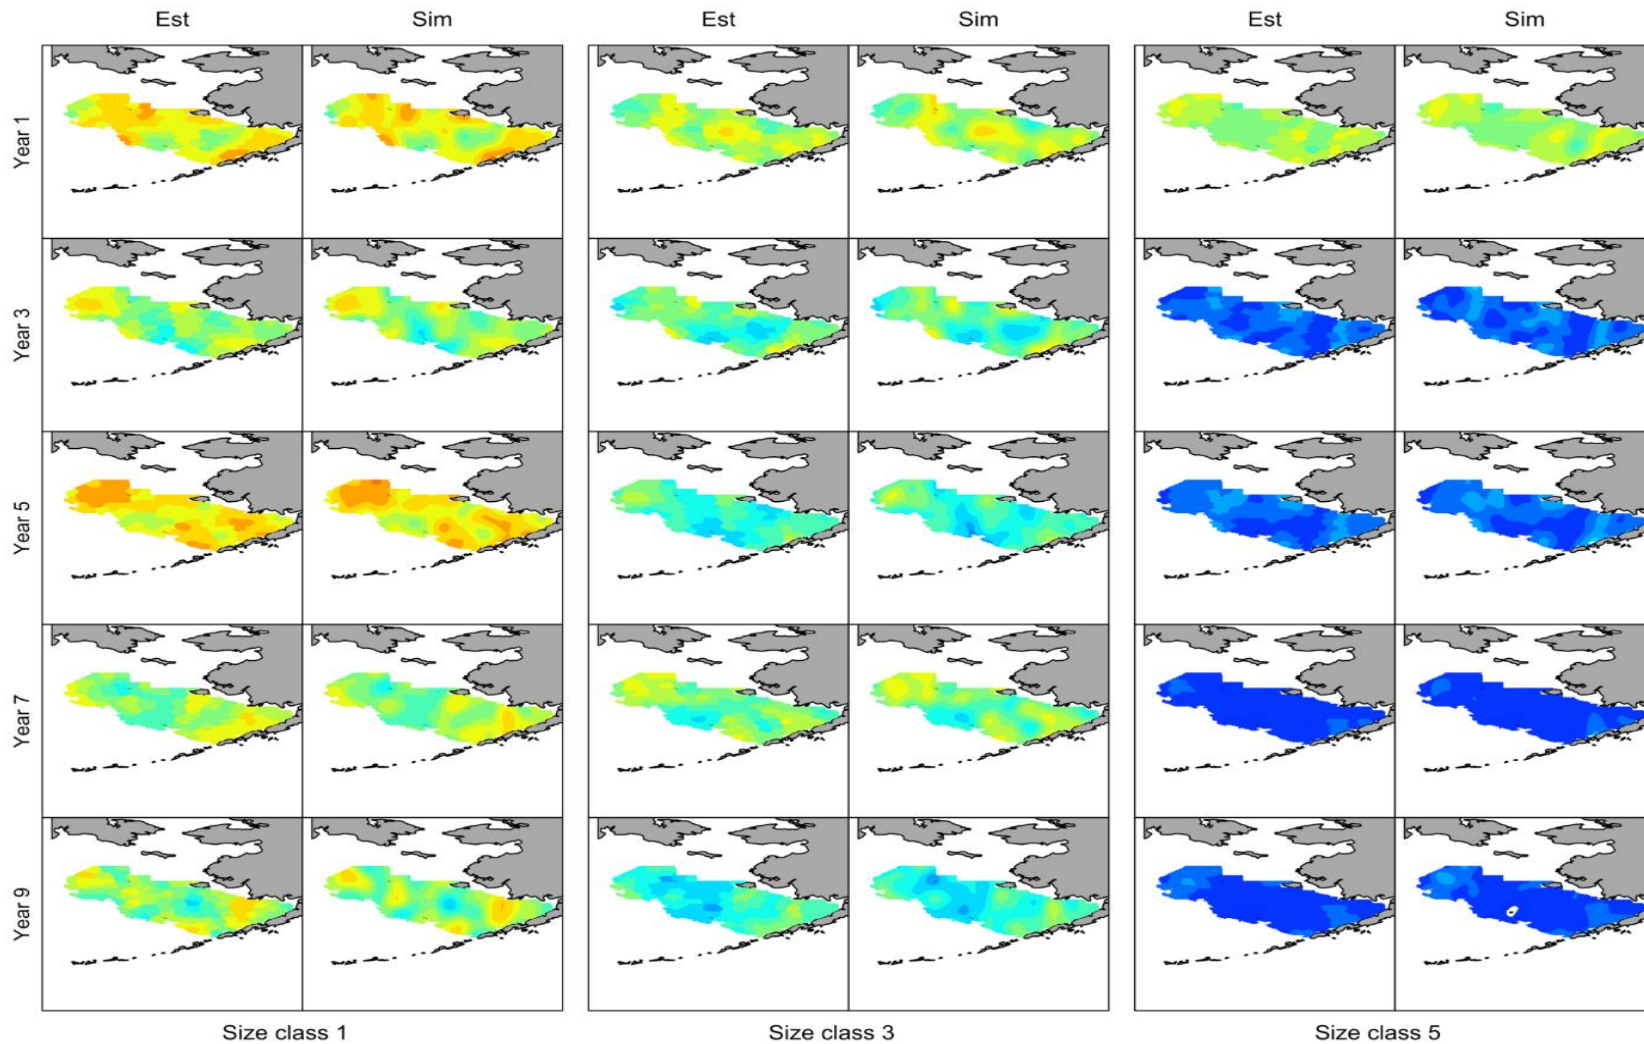 Est Sim Est Sim Est Sim
Year 1
Year 3
Year 5
Year 7
Year 9
Size class 1 Size class 3 Size class 5